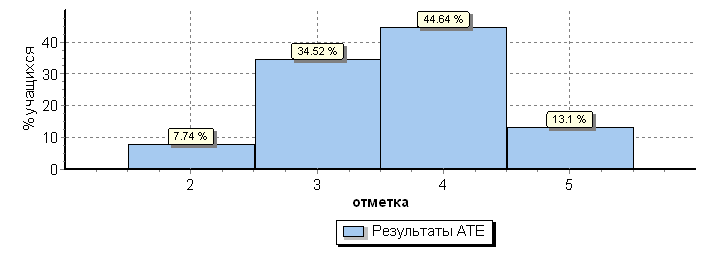 44.64 %
40
34.52 %
30
20
13.1 %
10
7.74 %
0
% учащихся
2 3 4 5
отметка
Результаты АТЕ